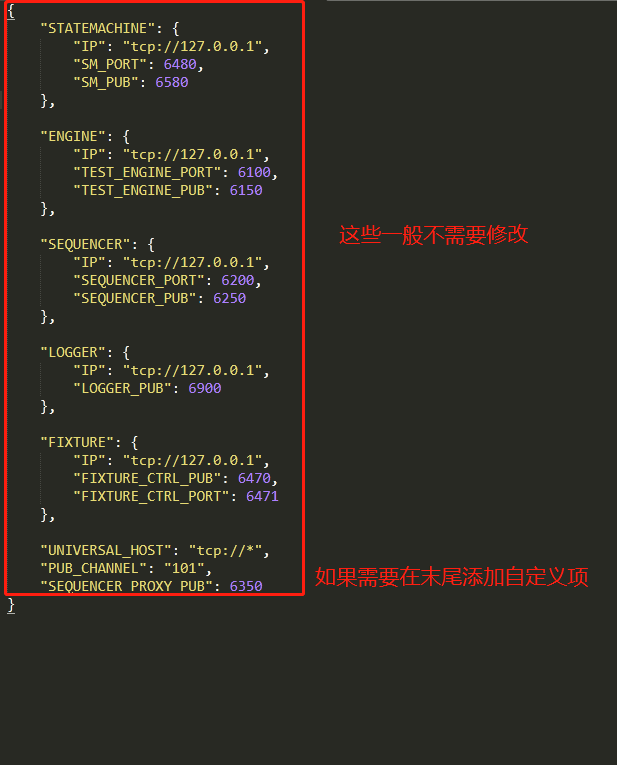 {
"STATEMACHINE": {
"IP": "tcp://127.0.0.1",
"SM_PORT": 6480,
"SM_PUB": 6580
},
"ENGINE": {
"IP": "tcp://127.0.0.1",
"TEST_ENGINE_PORT": 6100,
"TEST_ENGINE_PUB": 6150
},
这些一般不需要修改
"SEQUENCER": {
"IP": "tcp://127.0.0.1",
"SEQUENCER_PORT": 6200,
"SEQUENCER_PUB": 6250
},
"LOGGER": {
"IP": "tcp://127.0.0.1",
"LOGGER_PUB": 6900
},
"FIXTURE": {
"IP": "tcp://127.0.0.1",
"FIXTURE_CTRL_PUB": 6470,
"FIXTURE_CTRL_PORT": 6471
},
"UNIVERSAL_HOST": "tcp://*",
"PUB_CHANNEL": "101",
"SEQUENCER_PROXY_PUB": 6350
如果需要在末尾添加自定义项
}